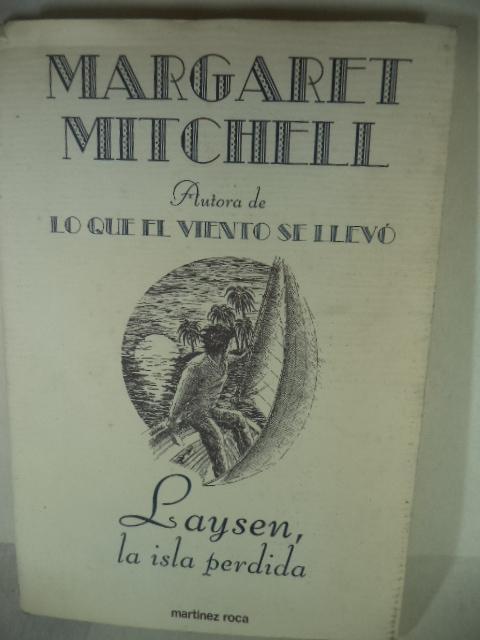 MARGARET
MITCHELL
Autora de
LO QUE EL VIENTO SE LLEVÓ
Laysen,
la isla perdida
martínez roca